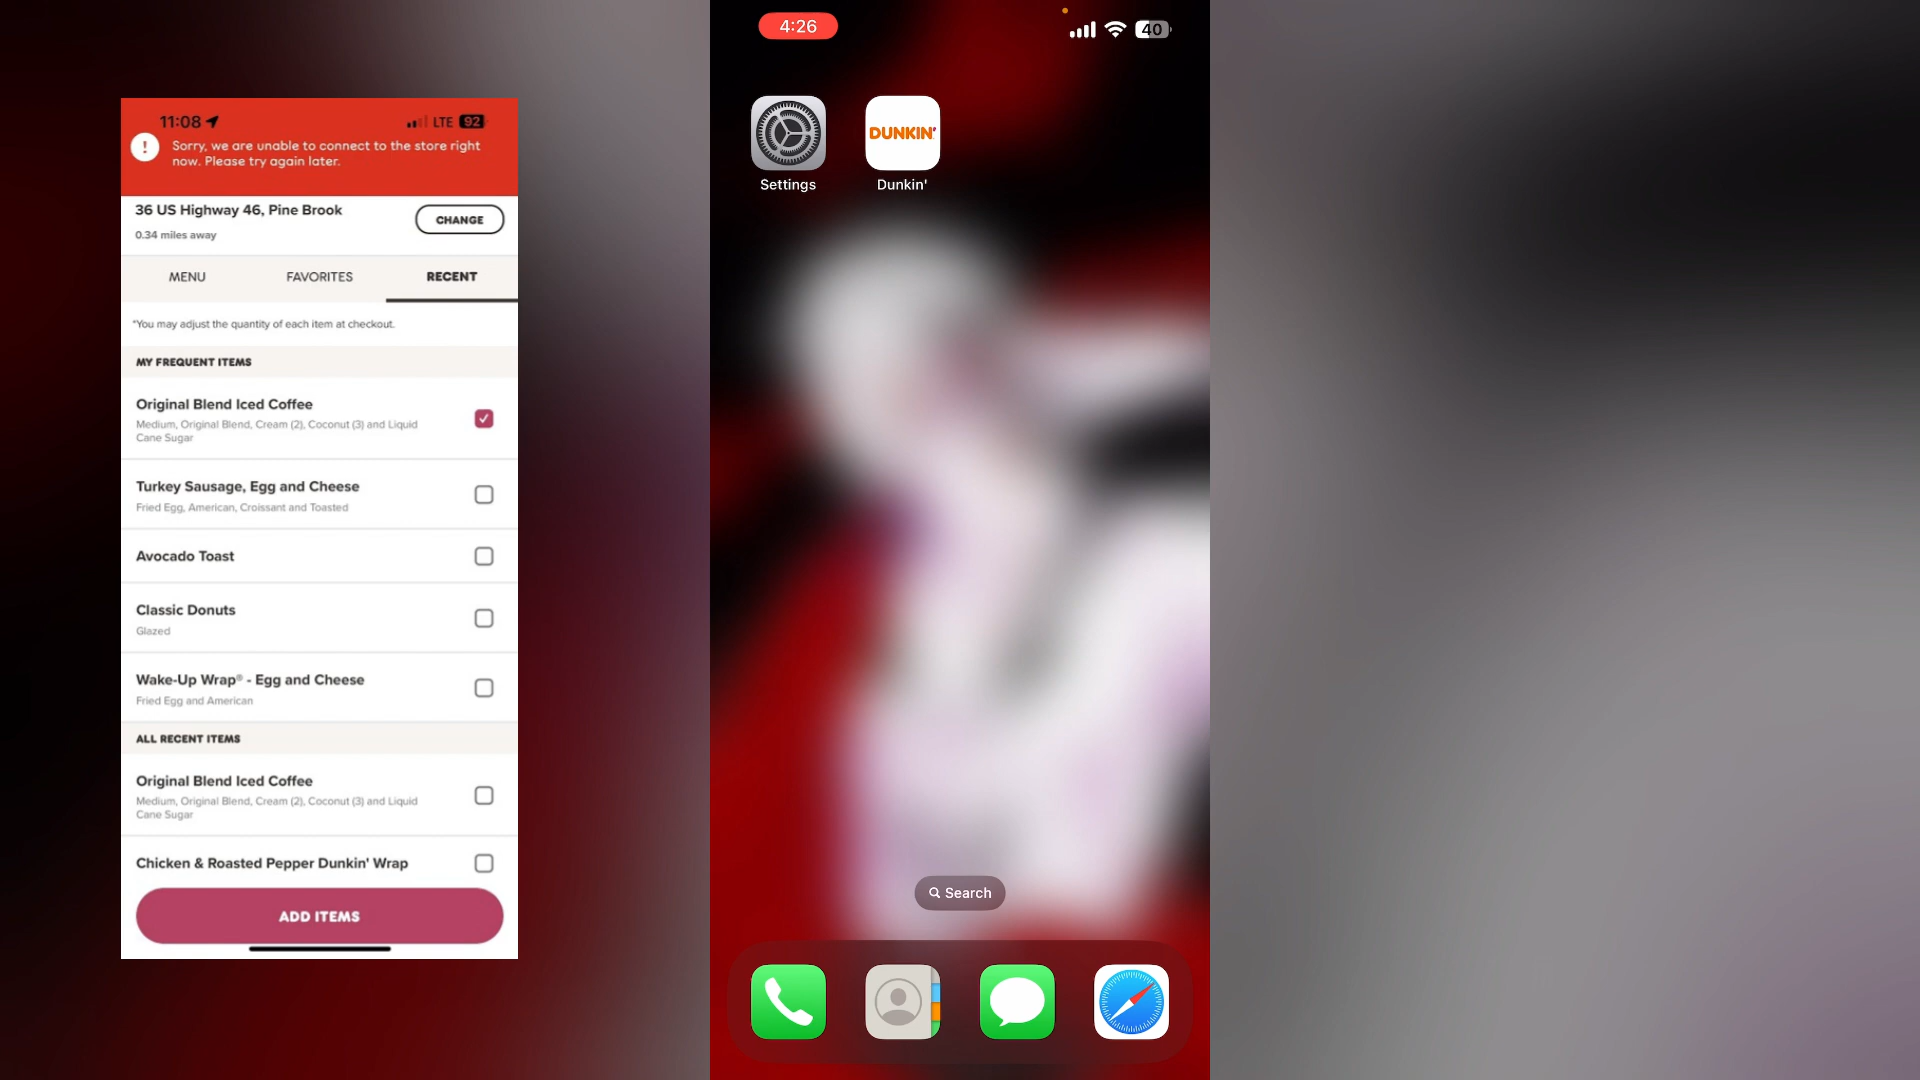 11:08
LTE 92
!
Sorry, we are unable to connect to the store right
now. Please try again later.
36 US Highway 46, Pine Brook
0.34 miles away
CHANGE
MENU FAVORITES RECENT
*You may adjust the quantity of each item at checkout.
MY FREQUENT ITEMS
Original Blend Iced Coffee
Medium, Original Blend, Cream (2), Coconut (3) and Liquid
Cane Sugar
Turkey Sausage, Egg and Cheese
Fried Egg, American, Croissant and Toasted
Avocado Toast
Classic Donuts
Glazed
Wake-Up Wrap® - Egg and Cheese
Fried Egg and American
ALL RECENT ITEMS
Original Blend Iced Coffee
Medium, Original Blend, Cream (2), Coconut (3) and Liquid
Cane Sugar
Chicken & Roasted Pepper Dunkin' Wrap
ADD ITEMS
4:26
40
DUNKIN'
Settings
Dunkin'
Search